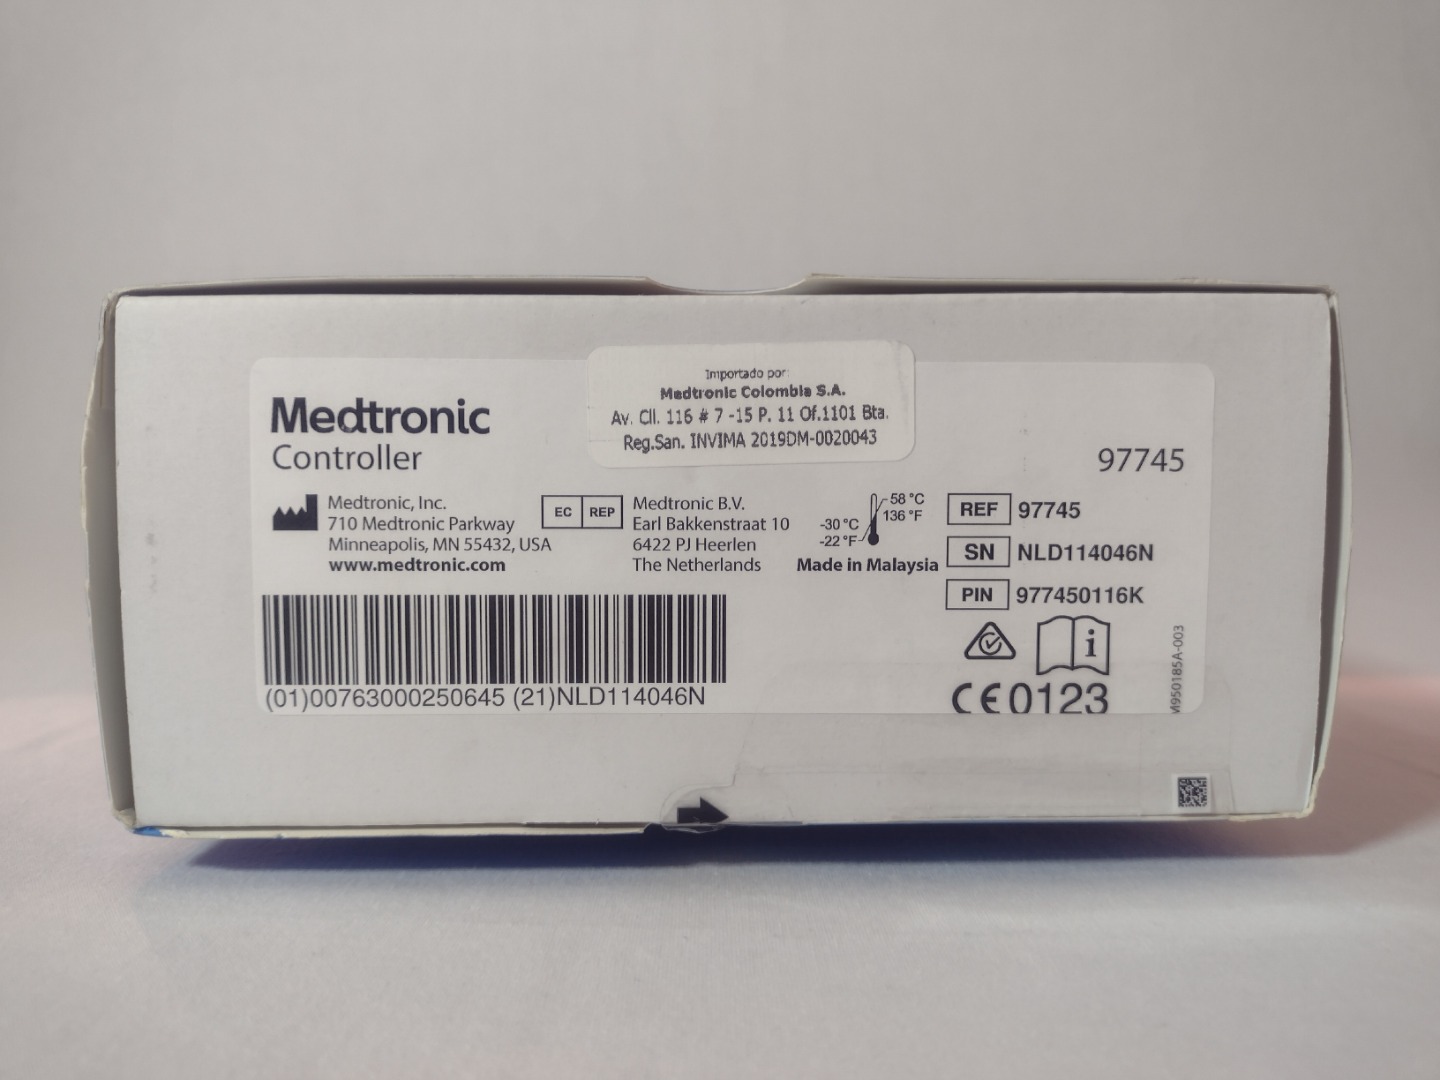 Importado por:
Medtronic Colombia S.A.
Av. Cll. 116 # 7 -15 P. 11 Of.1101 Bta.
Reg.San. INVIMA 2019DM-0020043
Medtronic
Controller
97745
Medtronic, Inc.
710 Medtronic Parkway
Minneapolis, MN 55432, USA
www.medtronic.com
EC REP
Medtronic B.V.
Earl Bakkenstraat 10
6422 PJ Heerlen
The Netherlands
58 °C
136 °F
-30 °C
-22 °F
Made in Malaysia
REF 97745
SN NLD114046N
PIN 977450116K
(01)00763000250645 (21)NLD114046N
i
CE0123
M950185A-003